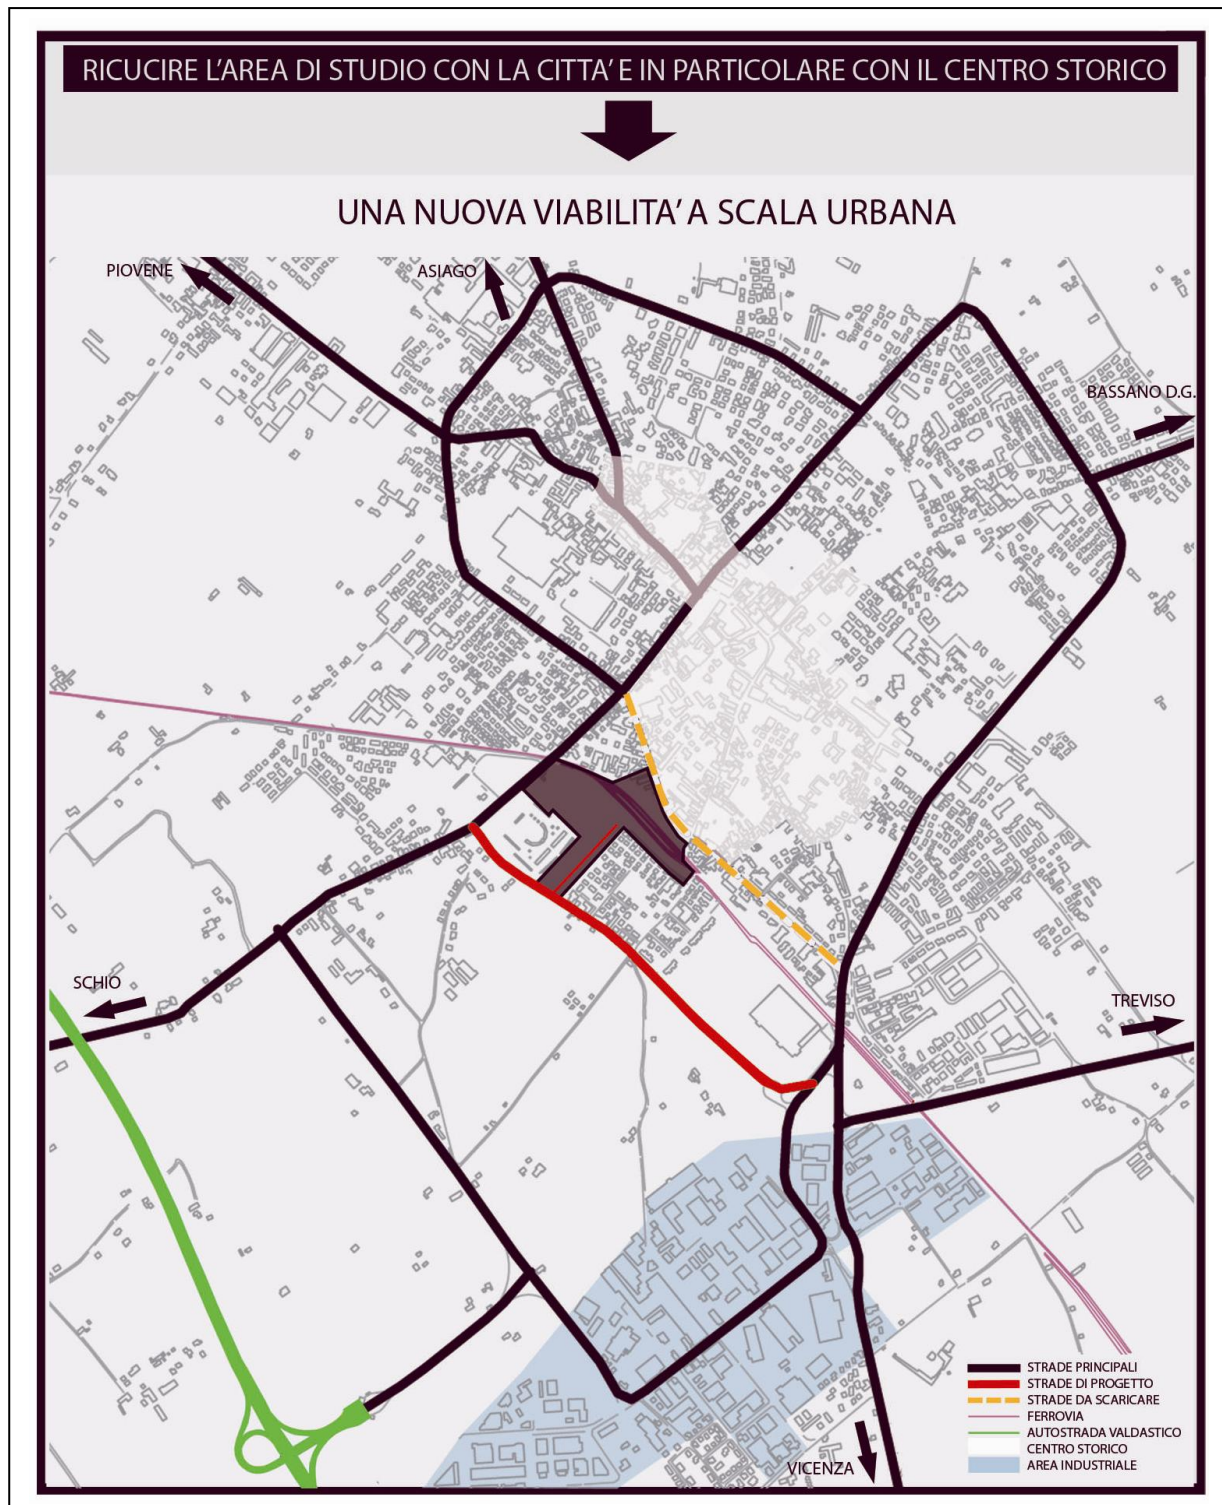 RICUCIRE L'AREA DI STUDIO CON LA CITTA' E IN PARTICOLARE CON IL CENTRO STORICO
UNA NUOVA VIABILITA' A SCALA URBANA
PIOVENE
ASIAGO
BASSANO D.G.
SCHIO
TREVISO
STRADE PRINCIPALI
STRADE DI PROGETTO
STRADE DA SCARICARE
FERROVIA
AUTOSTRADA VALDASTICO
CENTRO STORICO
AREA INDUSTRIALE
VICENZA